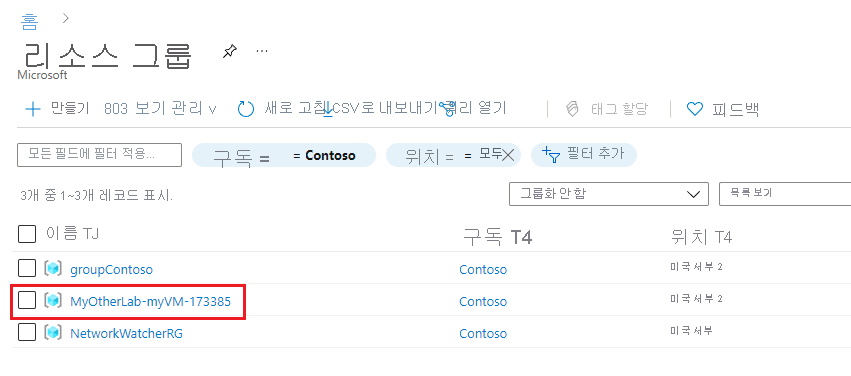 홈 >
리소스 그룹 ...
Microsoft
만들기 803 보기 관리 ∨ 새로 고침 CSV로 내보내기 쿼리 열기 태그 할당 피드백
모든 필드에 필터 적용... 구독 = = Contoso 위치 = = 모두 필터 추가
3개 중 1~3개 레코드 표시.
그룹화 안 함 목록 보기
이름 TJ 구독 T4 위치 T4
groupContoso Contoso 미국 서부 2
MyOtherLab-myVM-173385 Contoso 미국 서부 2
NetworkWatcherRG Contoso 미국 서부